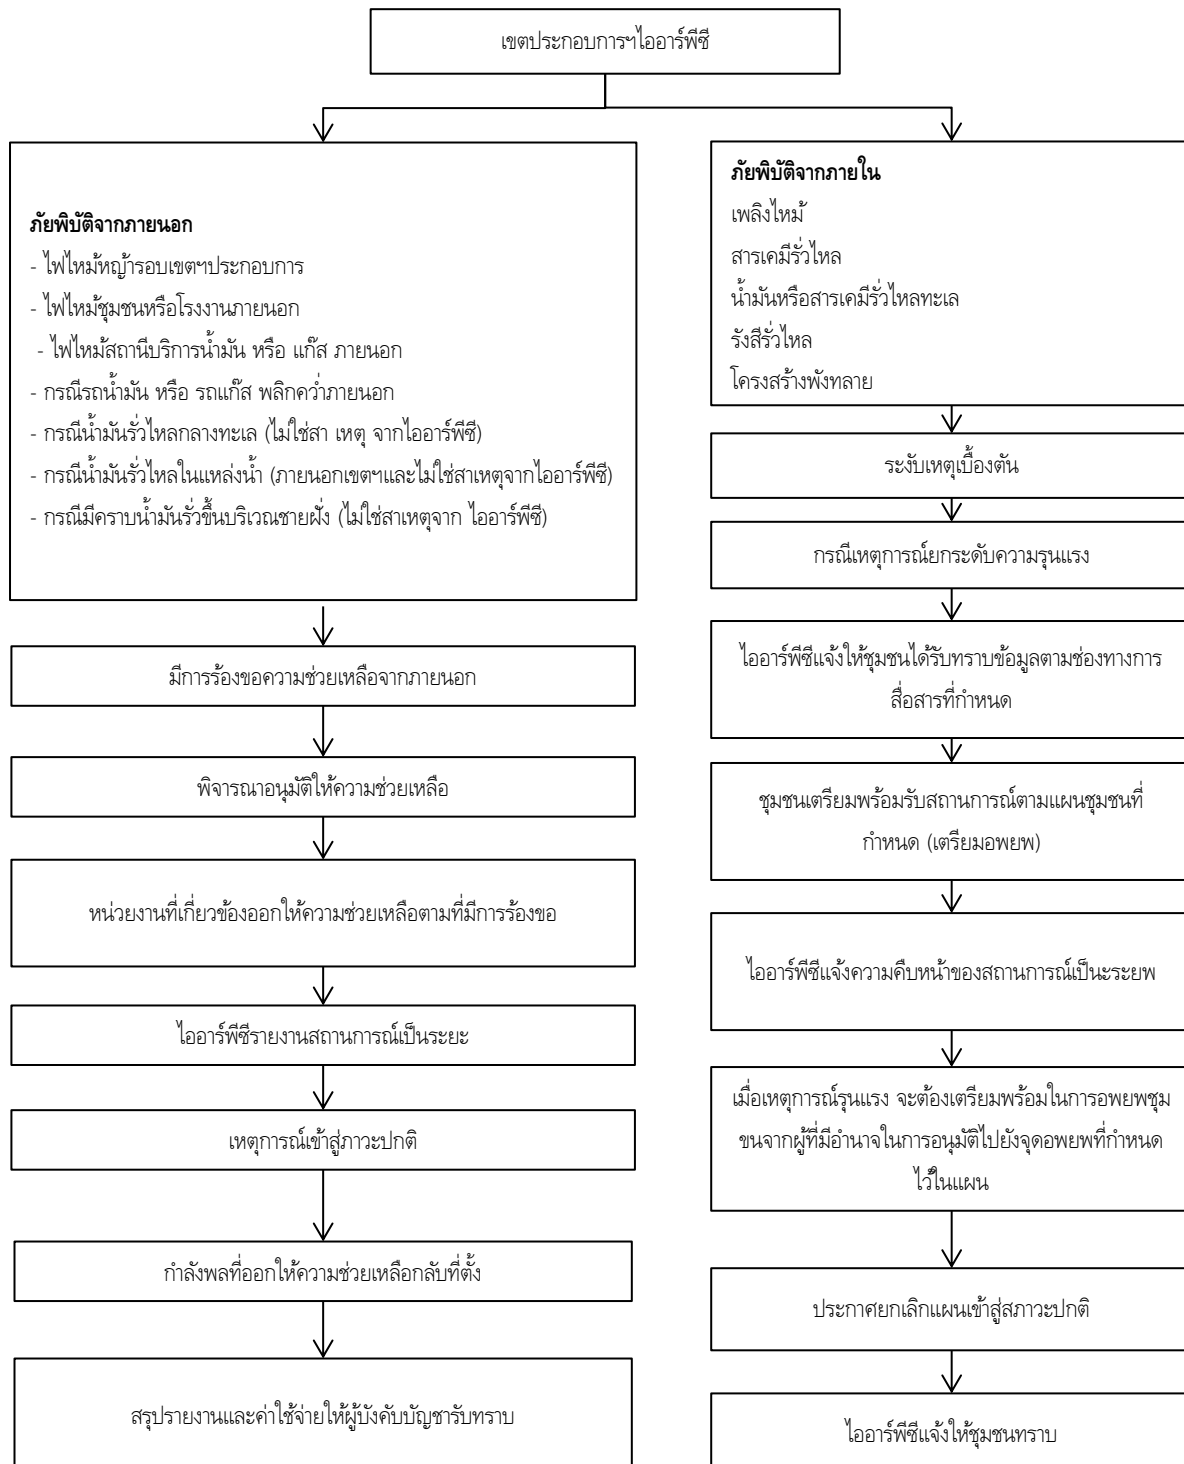 เขตประกอบการฯไออาร์พีซี
ภัยพิบัติจากภายนอก
- ไฟไหม้หญ้ารอบเขตฯประกอบการ
- ไฟไหม้ชุมชนหรือโรงงานภายนอก
- ไฟไหม้สถานีบริการน้ำมัน หรือ แก๊ส ภายนอก
- กรณีรถน้ำมัน หรือ รถแก๊ส พลิกคว่ำภายนอก
- กรณีน้ำมันรั่วไหลกลางทะเล (ไม่ใช่สา เหตุ จากไออาร์พีซี)
- กรณีน้ำมันรั่วไหลในแหล่งน้ำ (ภายนอกเขตฯและไม่ใช่สาเหตุจากไออาร์พีซี)
- กรณีมีคราบน้ำมันรั่วขึ้นบริเวณชายฝั่ง (ไม่ใช่สาเหตุจาก ไออาร์พีซี)
มีการร้องขอความช่วยเหลือจากภายนอก
พิจารณาอนุมัติให้ความช่วยเหลือ
หน่วยงานที่เกี่ยวข้องออกให้ความช่วยเหลือตามที่มีการร้องขอ
ไออาร์พีซีรายงานสถานการณ์เป็นระยะ
เหตุการณ์เข้าสู่ภาวะปกติ
กำลังพลที่ออกให้ความช่วยเหลือกลับที่ตั้ง
สรุปรายงานและค่าใช้จ่ายให้ผู้บังคับบัญชารับทราบ
ภัยพิบัติจากภายใน
เพลิงไหม้
สารเคมีรั่วไหล
น้ำมันหรือสารเคมีรั่วไหลทะเล
รังสีรั่วไหล
โครงสร้างพังทลาย
ระงับเหตุเบื้องต้น
กรณีเหตุการณ์ยกระดับความรุนแรง
ไออาร์พีซีแจ้งให้ชุมชนได้รับทราบข้อมูลตามช่องทางการ
สื่อสารที่กำหนด
ชุมชนเตรียมพร้อมรับสถานการณ์ตามแผนชุมชนที่
กำหนด (เตรียมอพยพ)
ไออาร์พีซีแจ้งความคืบหน้าของสถานการณ์เป็นะระยพ
เมื่อเหตุการณ์รุนแรง จะต้องเตรียมพร้อมในการอพยพชุม
ขนจากผู้ที่มีอำนาจในการอนุมัติไปยังจุดอพยพที่กำหนด
ไว้ในแผน
ประกาศยกเลิกแผนเข้าสู่สภาวะปกติ
ไออาร์พีซีแจ้งให้ชุมชนทราบ